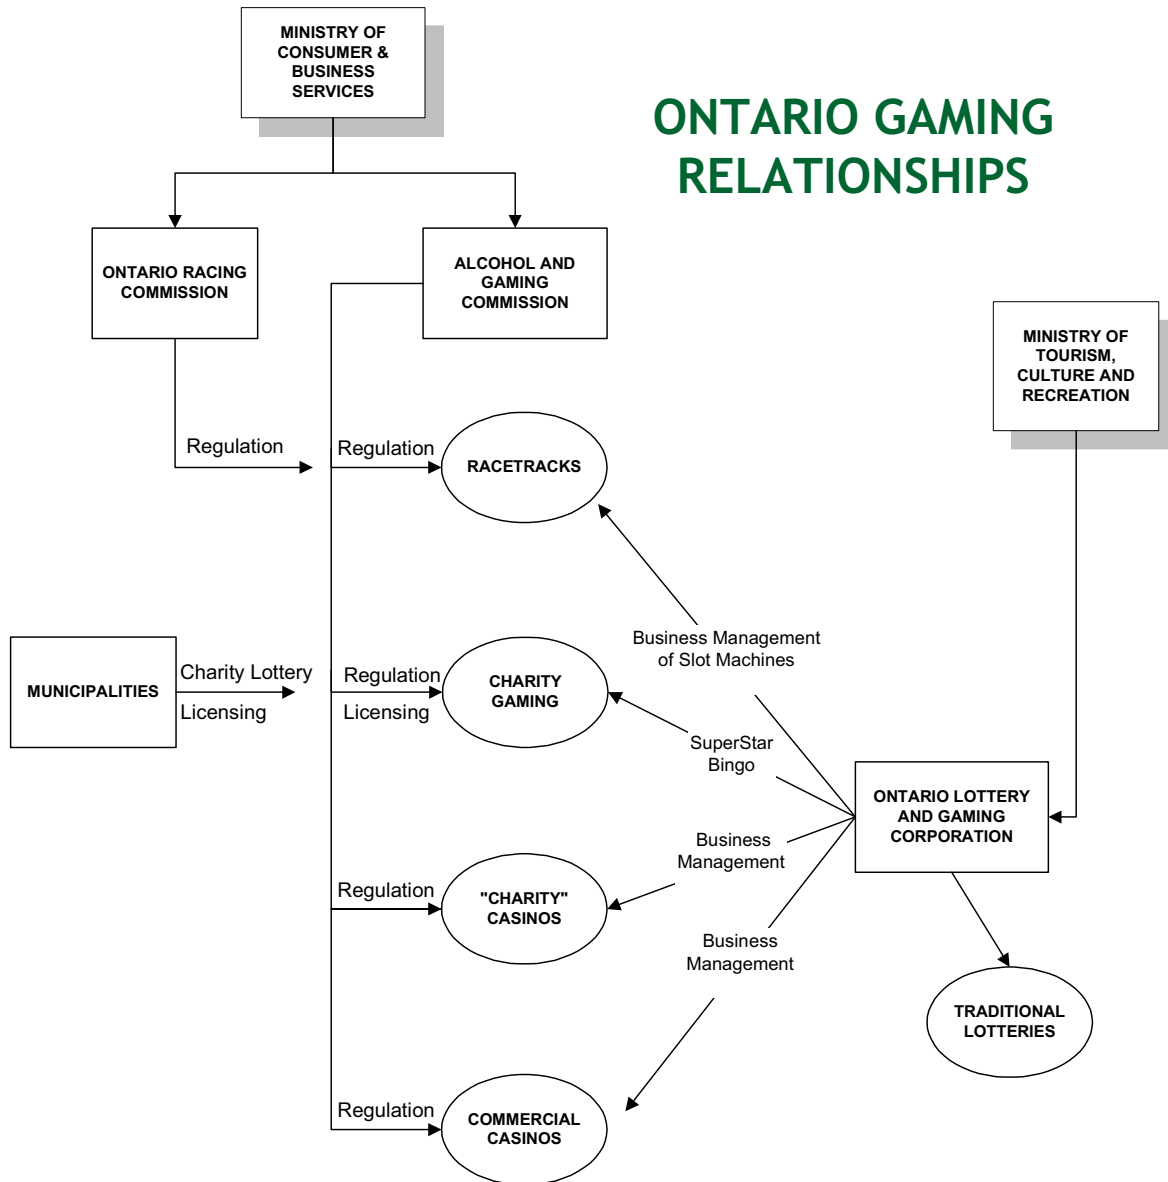 MINISTRY OF
CONSUMER &
BUSINESS
SERVICES
ONTARIO GAMING
RELATIONSHIPS
ONTARIO RACING
COMMISSION
ALCOHOL AND
GAMING
COMMISSION
MINISTRY OF
TOURISM,
CULTURE AND
RECREATION
Regulation
Regulation
RACETRACKS
Business Management
of Slot Machines
MUNICIPALITIES
Charity Lottery
Licensing
Regulation
Licensing
CHARITY
GAMING
SuperStar
Bingo
ONTARIO LOTTERY
AND GAMING
CORPORATION
Business
Management
Regulation
"CHARITY"
CASINOS
Business
Management
TRADITIONAL
LOTTERIES
Regulation
COMMERCIAL
CASINOS